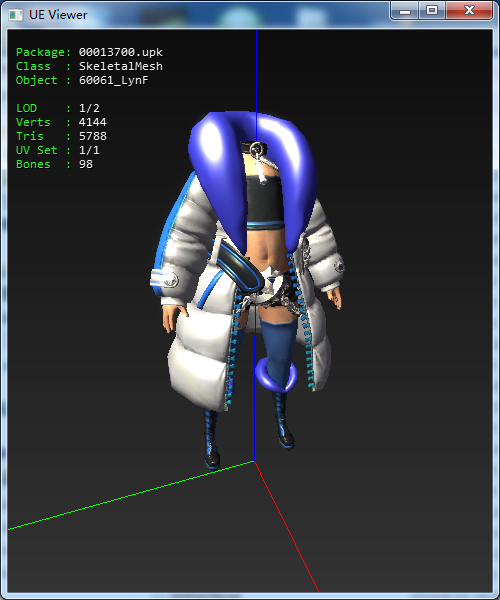 UE Viewer
Package: 00013700.upk
Class : SkeletalMesh
Object : 60061_LynF
LOD : 1/2
Verts : 4144
Tris : 5788
UV Set : 1/1
Bones : 98